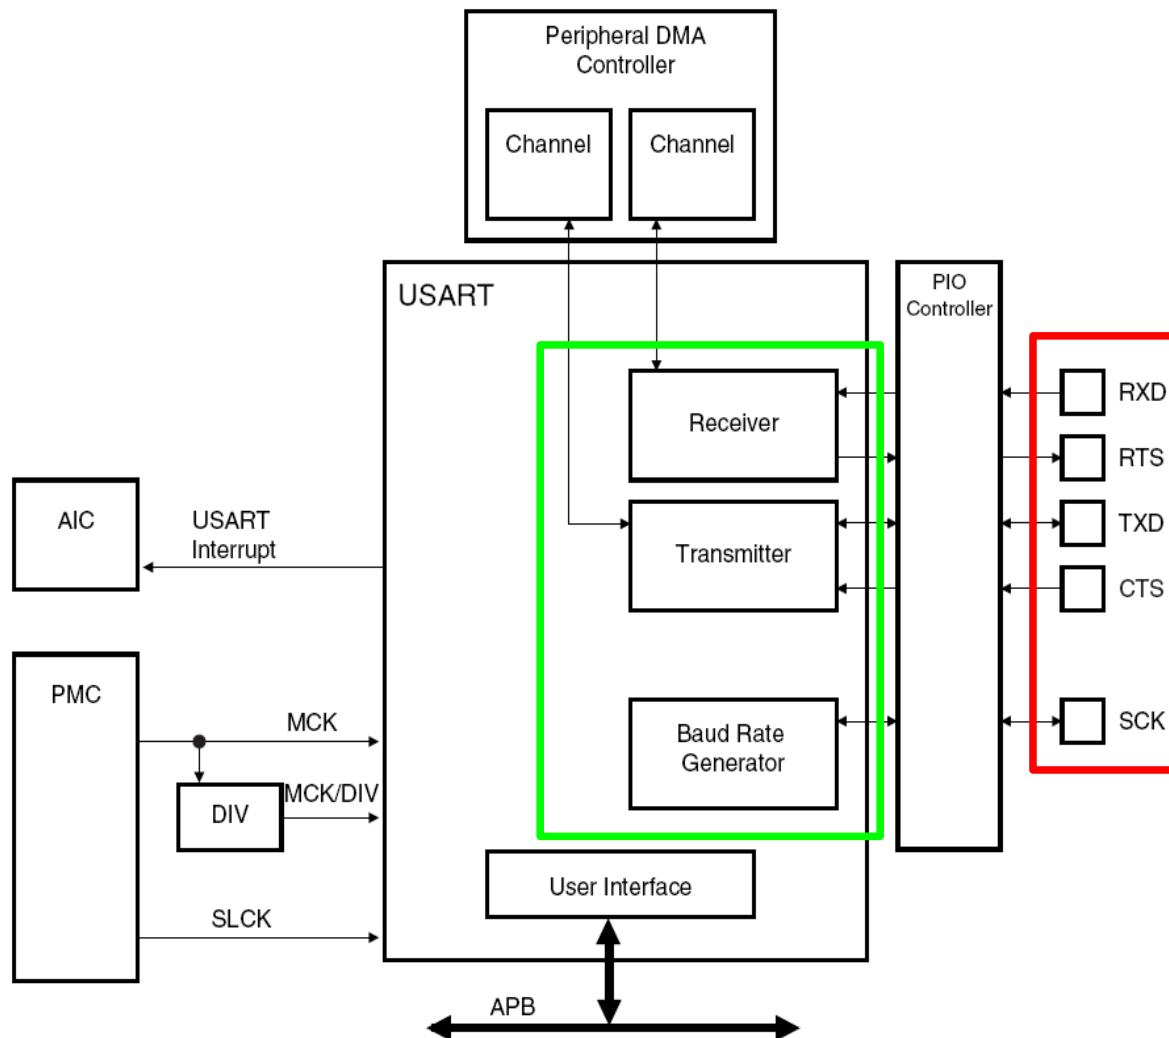 Peripheral DMA
Controller
Channel
Channel
USART
PIO
Controller
Receiver
RXD
RTS
AIC
USART
Interrupt
Transmitter
TXD
CTS
PMC
MCK
Baud Rate
Generator
SCK
DIV
MCK/DIV
User Interface
SLCK
APB